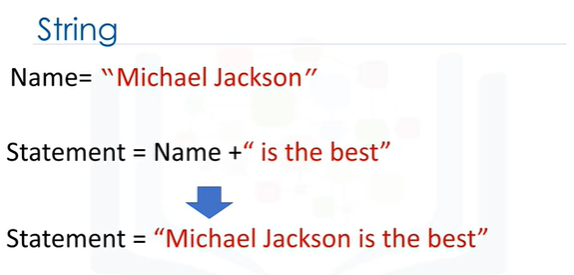 String
Name= “Michael Jackson”
Statement = Name +“ is the best”
Statement = “Michael Jackson is the best”